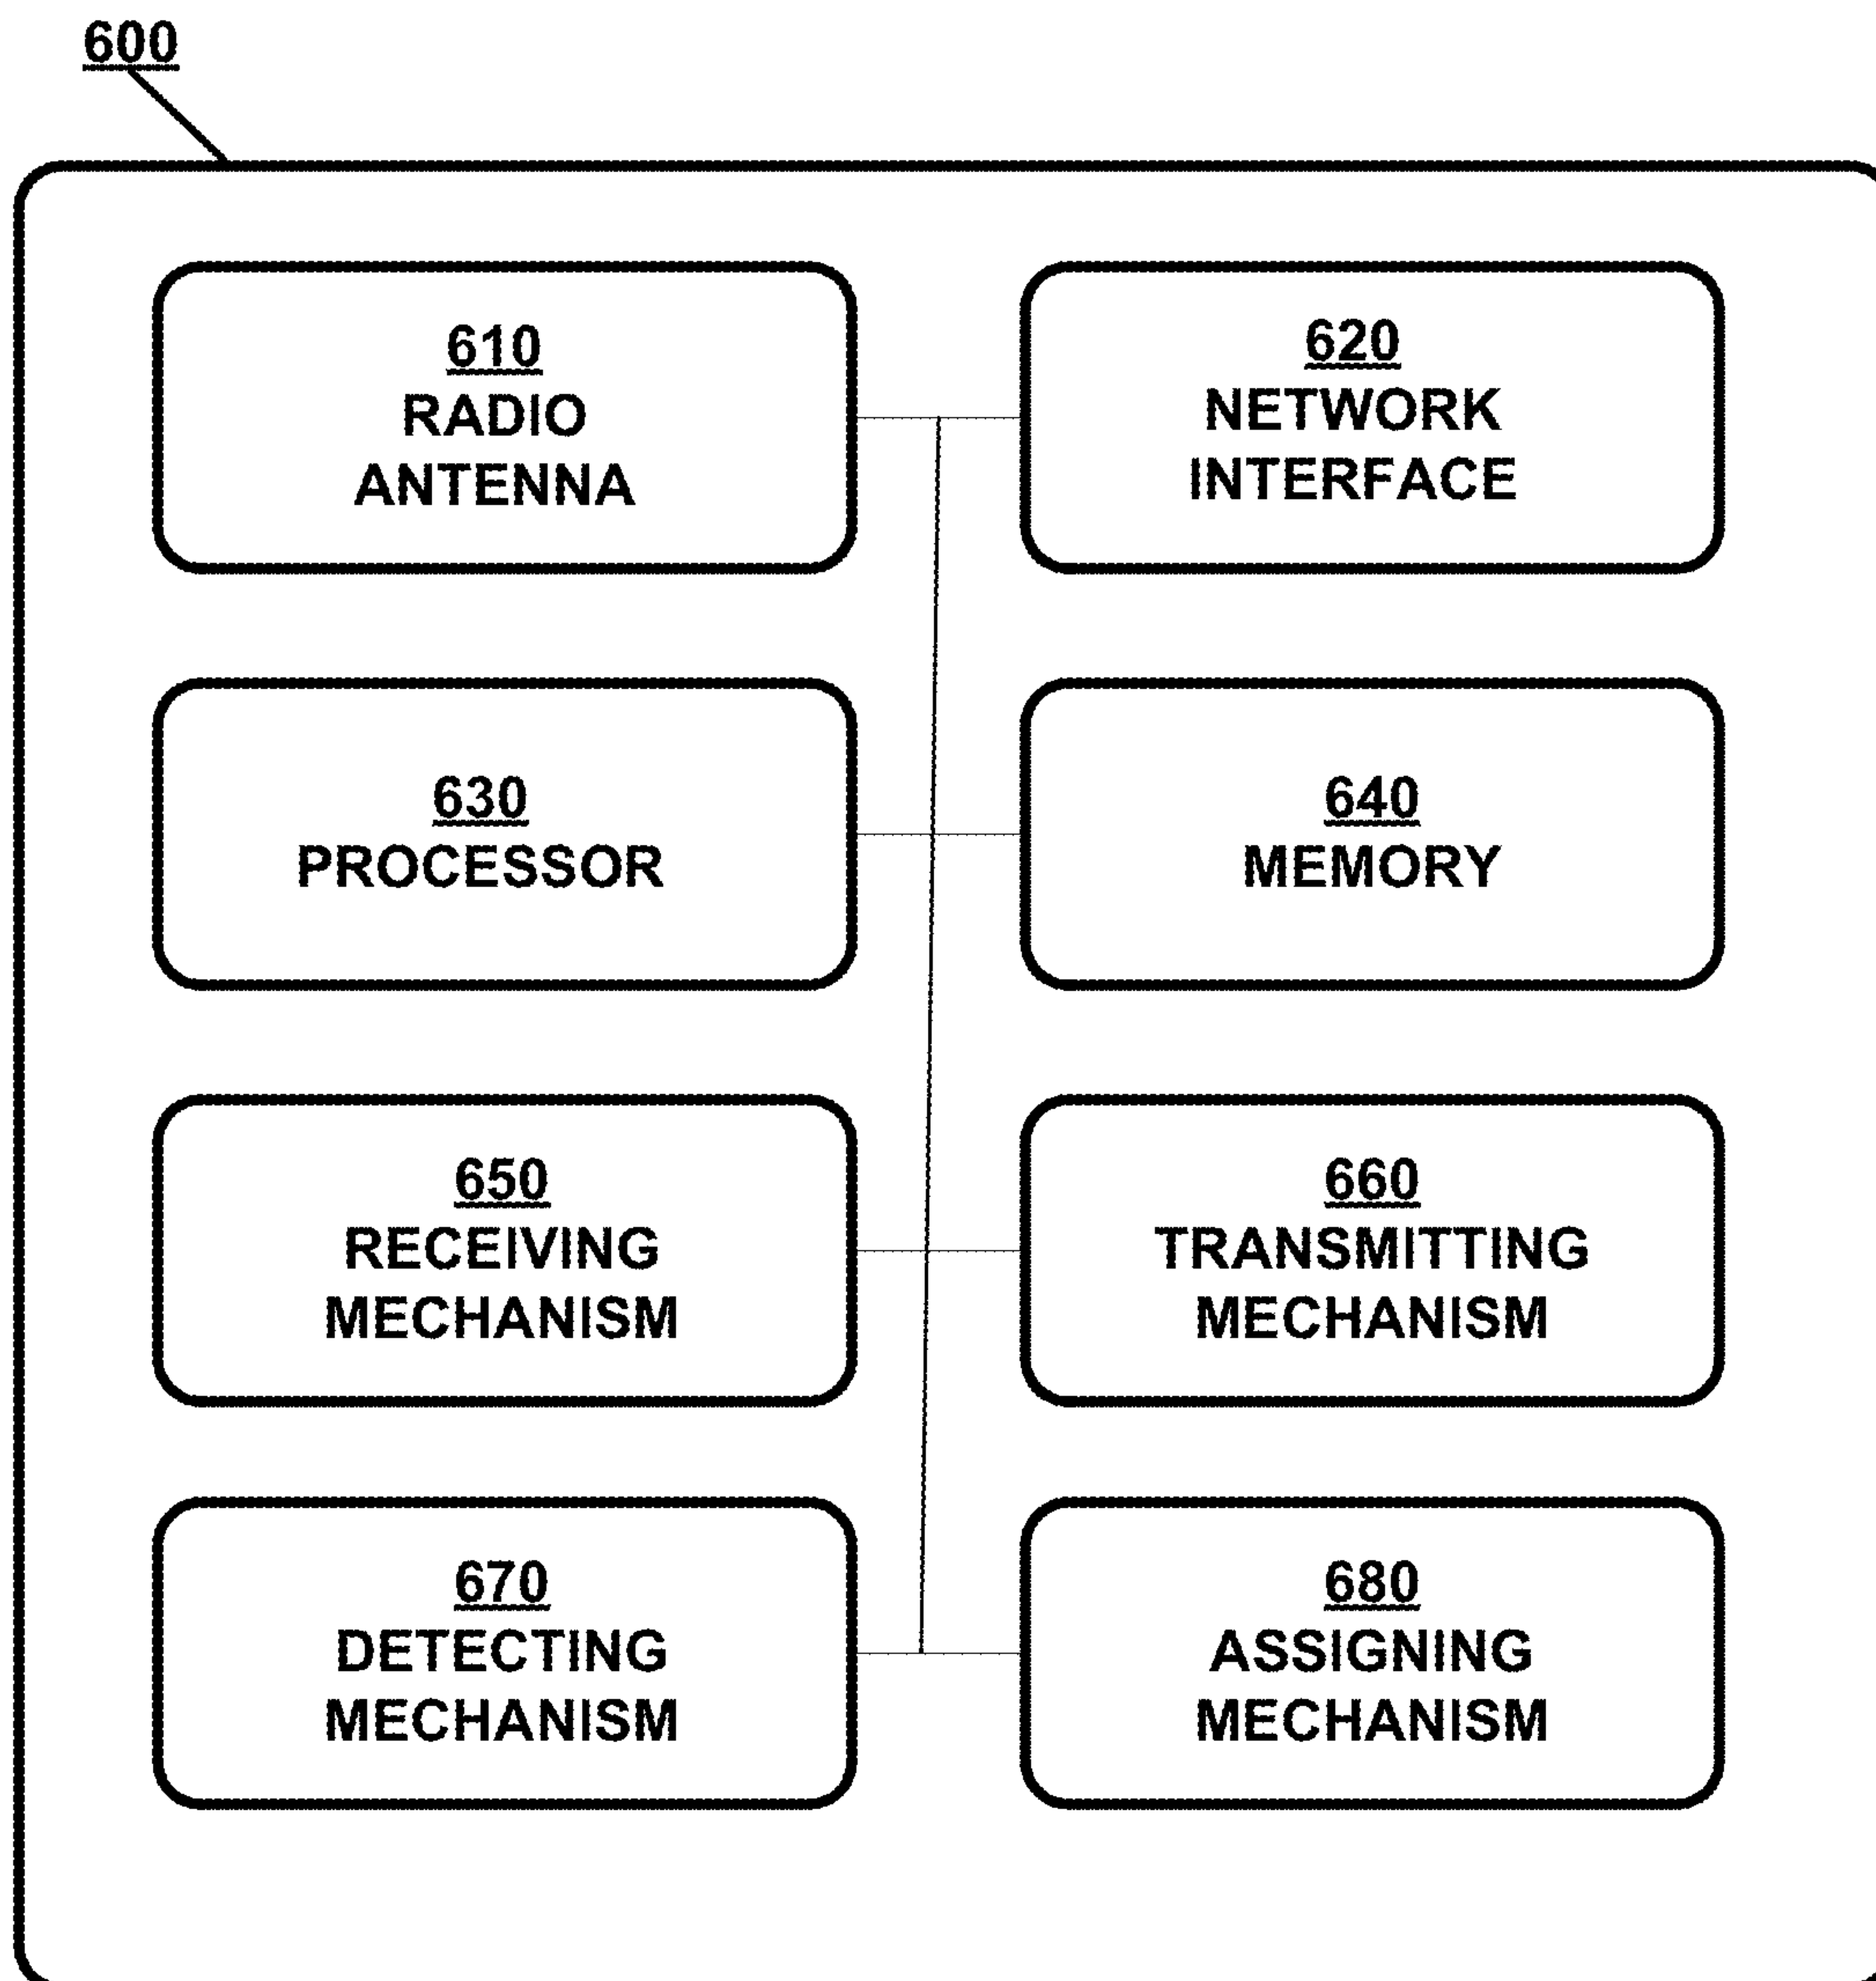 600
610
RADIO
ANTENNA
620
NETWORK
INTERFACE
630
PROCESSOR
640
MEMORY
650
RECEIVING
MECHANISM
660
TRANSMITTING
MECHANISM
670
DETECTING
MECHANISM
680
ASSIGNING
MECHANISM